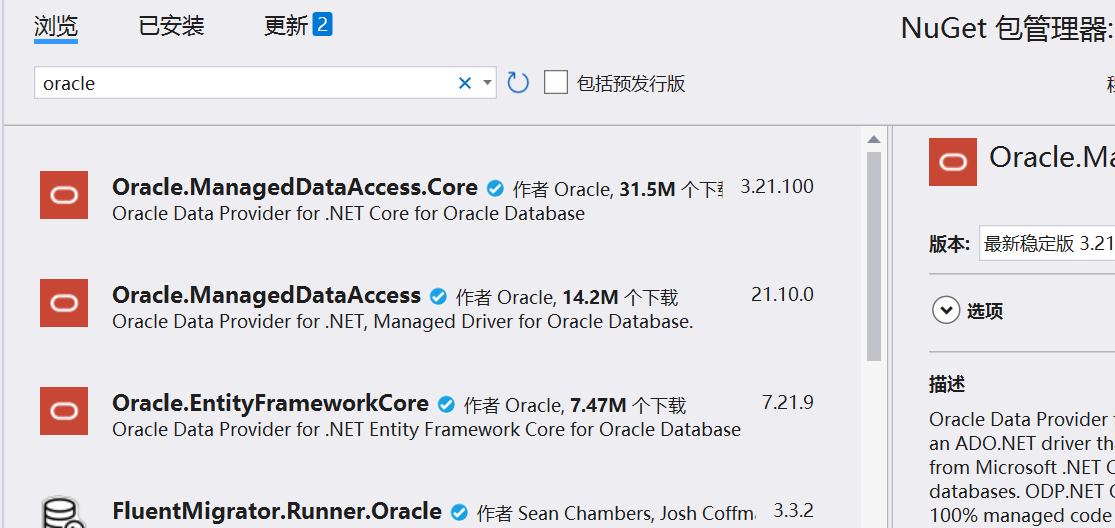 浏览 已安装 更新 2
NuGet 包管理器:
oracle
包括预发行版
Oracle.ManagedDataAccess.Core 作者 Oracle, 31.5M 个下 3.21.100
Oracle Data Provider for .NET Core for Oracle Database
Oracle.ManagedDataAccess 作者 Oracle, 14.2M 个下载 21.10.0
Oracle Data Provider for .NET, Managed Driver for Oracle Database.
Oracle.EntityFrameworkCore 作者 Oracle, 7.47M 个下载 7.21.9
Oracle Data Provider for .NET Entity Framework Core for Oracle Database
FluentMigrator.Runner.Oracle 作者 Sean Chambers, Josh Coffm 3.3.2
Oracle.Ma
版本: 最新稳定版 3.21
选项
描述
Oracle Data Provider
an ADO.NET driver th
from Microsoft .NET
databases. ODP.NET
100% managed code